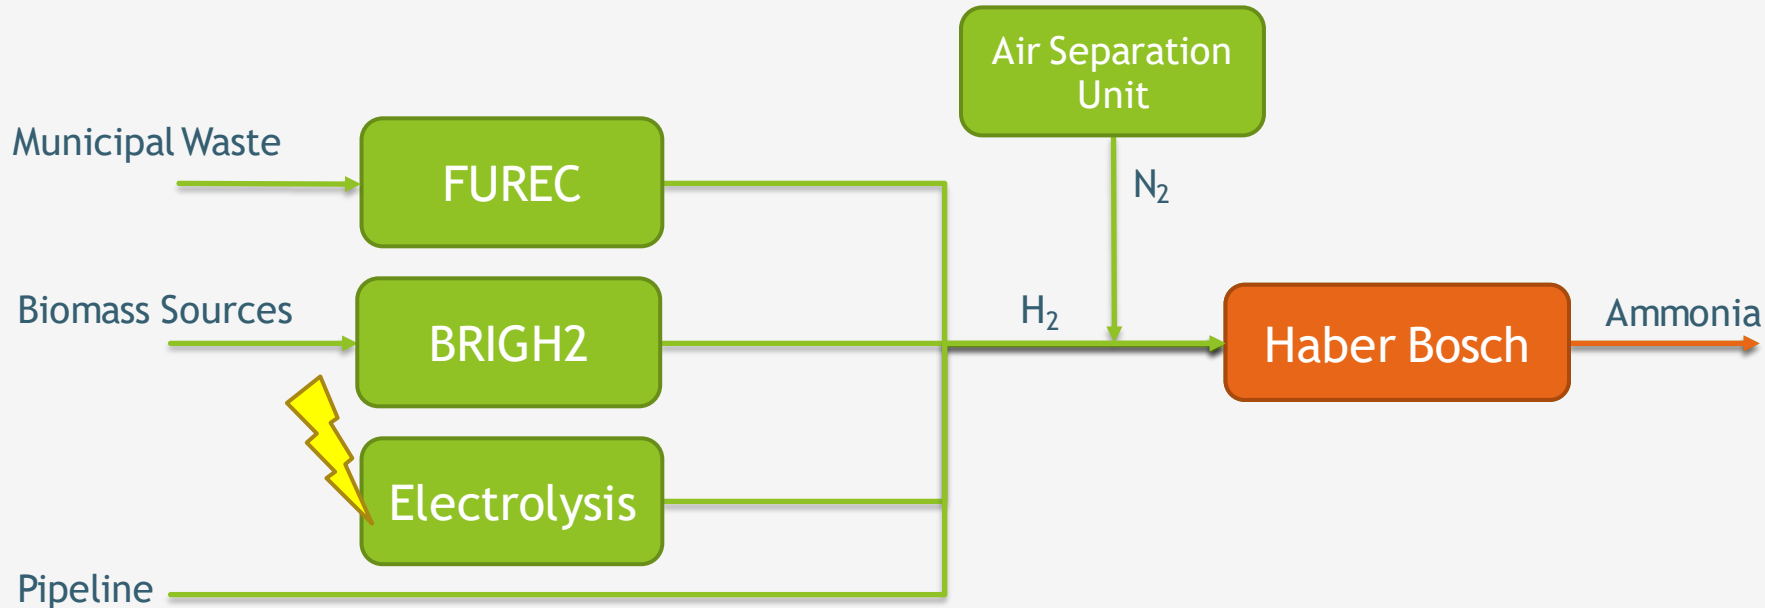 Air Separation
Unit
Municipal Waste
FUREC
N₂
Biomass Sources
BRIGH2
H₂
Haber Bosch
Ammonia
Electrolysis
Pipeline